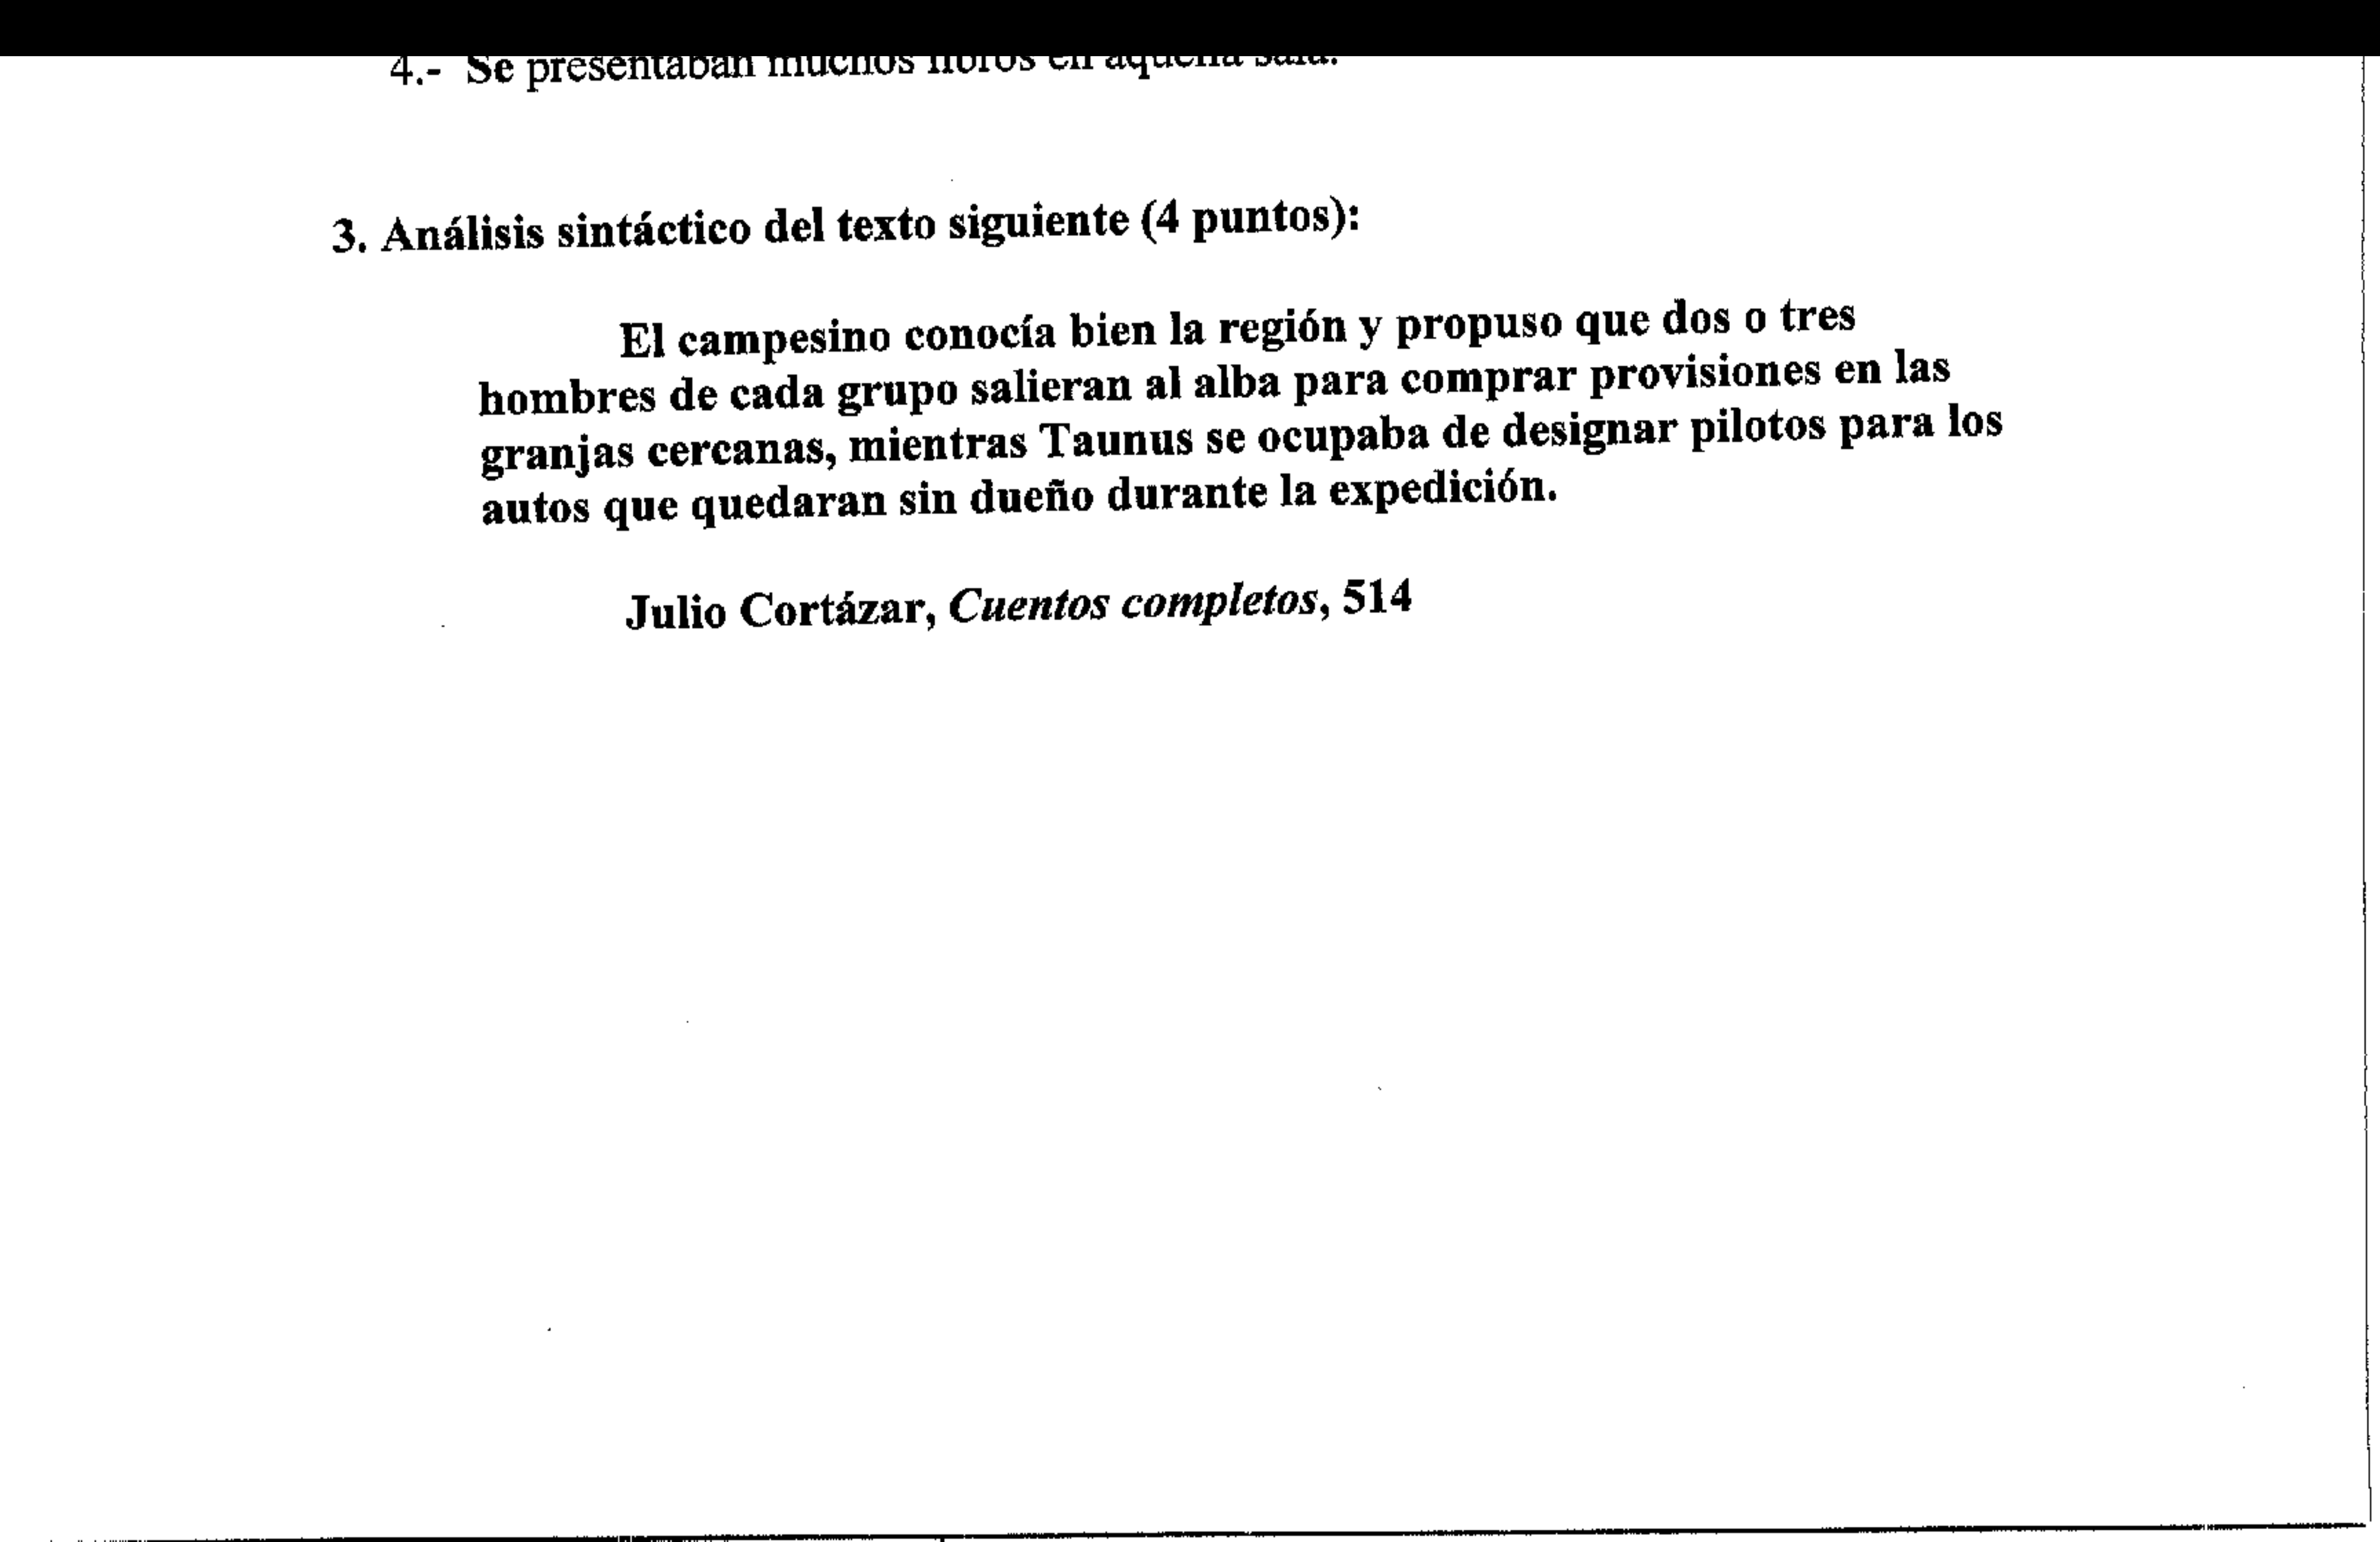 4.- Se presentaban muchos libros en aquella sala.
3. Análisis sintáctico del texto siguiente (4 puntos):
El campesino conocía bien la región y propuso que dos o tres
hombres de cada grupo salieran al alba para comprar provisiones en las
granjas cercanas, mientras Taunus se ocupaba de designar pilotos para los
autos que quedaran sin dueño durante la expedición.
Julio Cortázar, Cuentos completos, 514